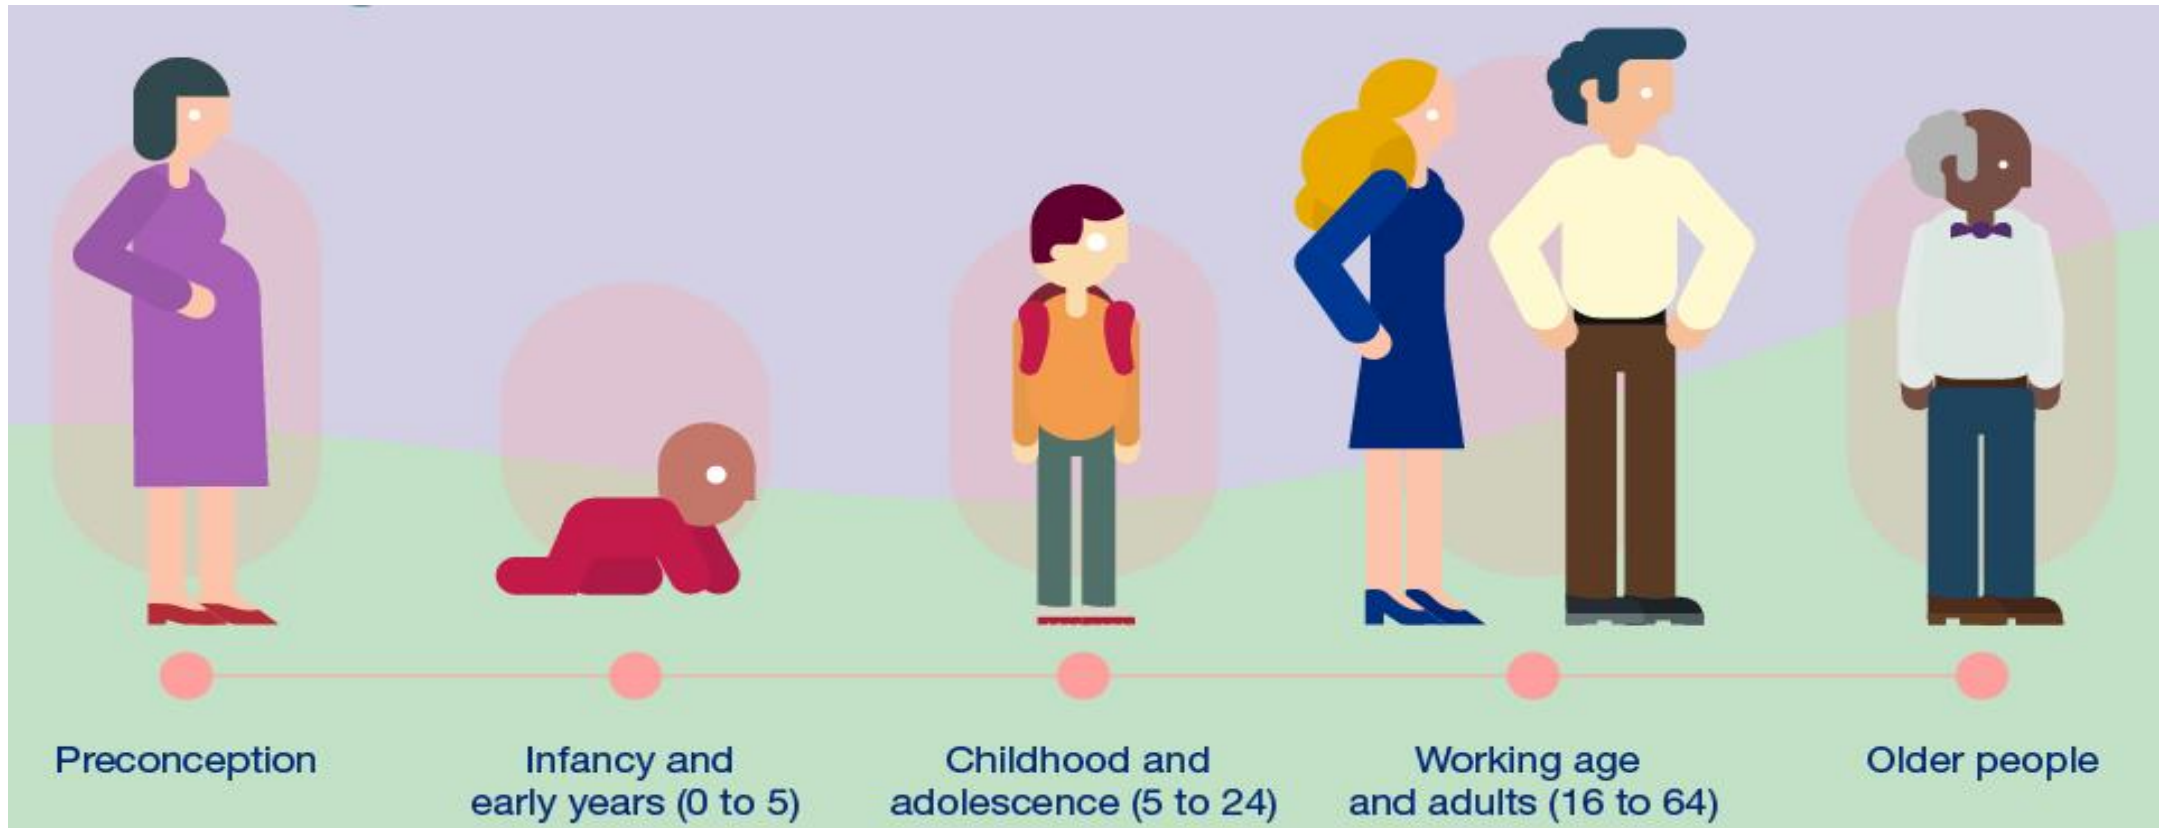 Preconception
Infancy and
early years (0 to 5)
Childhood and
adolescence (5 to 24)
Working age
and adults (16 to 64)
Older people